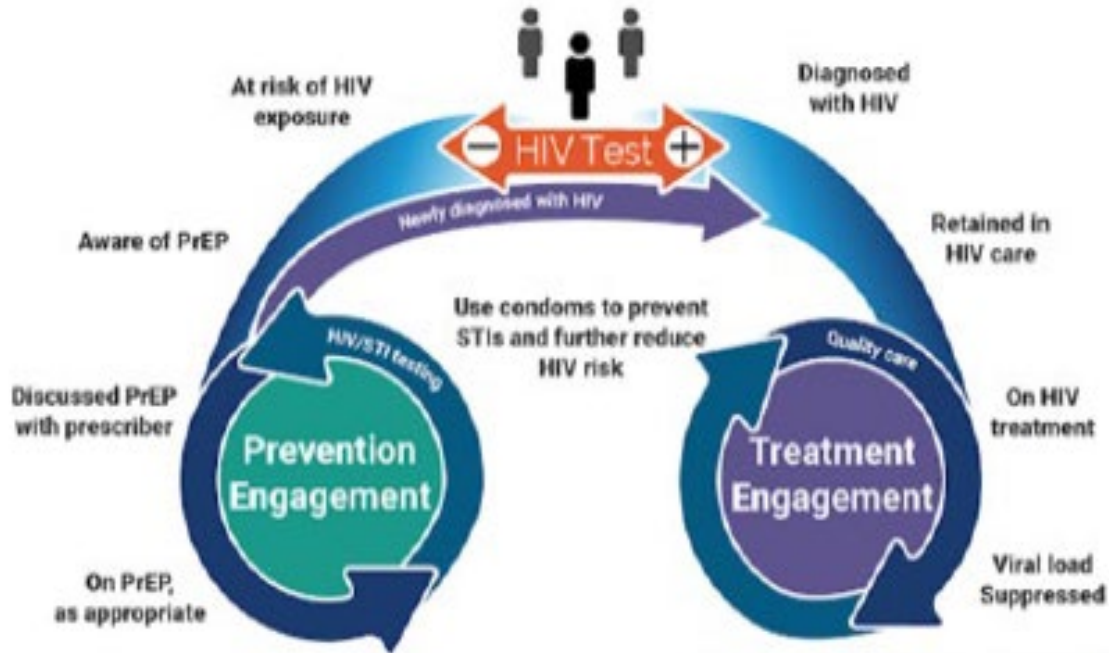 At risk of HIV
exposure
Diagnosed
with HIV
HIV Test
Newly diagnosed with HIV
Aware of PrEP
Retained in
HIV care
Use condoms to prevent
STIs and further reduce
HIV risk
HIV/STI testing
Quality care
Discussed PrEP
with prescriber
On HIV
treatment
Prevention
Engagement
Treatment
Engagement
On PrEP,
as appropriate
Viral load
Suppressed